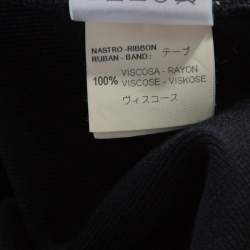 NASTRO-RIBBON
RUBAN-BAND: テープ
100% VISCOSA-RAYON
VISCOSE-VISKOSE
ヴィスコース